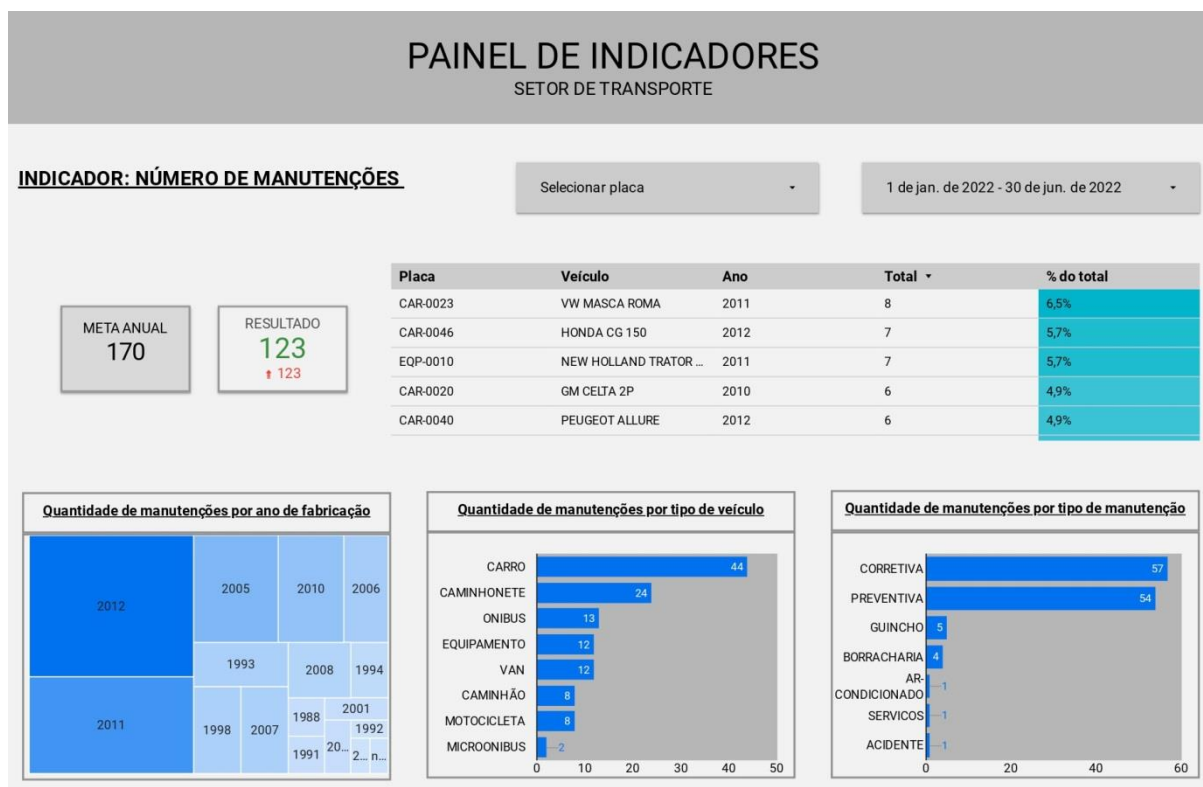 PAINEL DE INDICADORES
SETOR DE TRANSPORTE
INDICADOR: NÚMERO DE MANUTENÇÕES
Selecionar placa
1 de jan. de 2022 - 30 de jun. de 2022
META ANUAL
170
RESULTADO
123
123
Placa Veículo Ano Total % do total
CAR-0023 VW MASCA ROMA 2011 8 6,5%
CAR-0046 HONDA CG 150 2012 7 5,7%
EQP-0010 NEW HOLLAND TRATOR ... 2011 7 5,7%
CAR-0020 GM CELTA 2P 2010 6 4,9%
CAR-0040 PEUGEOT ALLURE 2012 6 4,9%
Quantidade de manutenções por ano de fabricação
2012
2005
2010
2006
2011
1993
2008
1994
1998
2007
1988
2001
1991
20...
1992
2...
n...
Quantidade de manutenções por tipo de veículo
CARRO 44
CAMINHONETE 24
ONIBUS 13
EQUIPAMENTO 12
VAN 12
CAMINHÃO 8
MOTOCICLETA 8
MICROONIBUS 2
0 10 20 30 40 50
Quantidade de manutenções por tipo de manutenção
CORRETIVA 57
PREVENTIVA 54
GUINCHO 5
BORRACHARIA 4
AR-
CONDICIONADO 1
SERVICOS 1
ACIDENTE 1
0 20 40 60